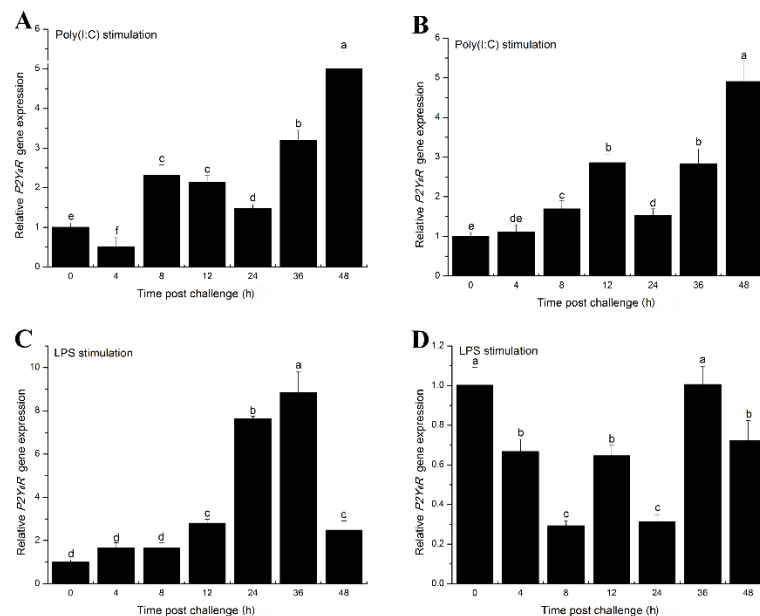 A
Poly(I:C) stimulation
Relative P2Y6R gene expression
6
5
4
3
2
1
0
e
f
c
c
d
b
a
0 4 8 12 24 36 48
Time post challenge (h)
B
Poly(I:C) stimulation
Relative P2Y6R gene expression
6
5
4
3
2
1
0
e
de
c
b
d
b
a
0 4 8 12 24 36 48
Time post challenge (h)
C
LPS stimulation
Relative P2Y6R gene expression
10
8
6
4
2
0
d
d
d
c
b
a
c
0 4 8 12 24 36 48
Time post challenge (h)
D
LPS stimulation
Relative P2Y6R gene expression
1.2
1.0
0.8
0.6
0.4
0.2
0.0
a
b
c
b
c
a
b
0 4 8 12 24 36 48
Time post challenge (h)